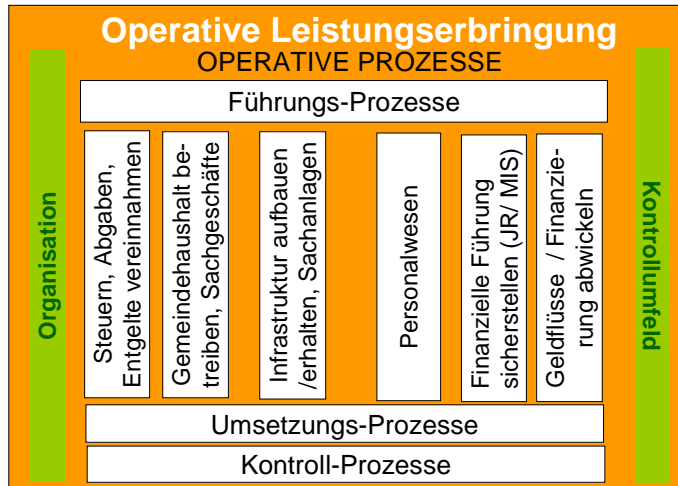 Operative Leistungserbringung
OPERATIVE PROZESSE
Führungs-Prozesse
Organisation
Steuern, Abgaben,
Entgelte vereinnahmen
Gemeindehaushalt be-
treiben, Sachgeschäfte
Infrastruktur aufbauen
/erhalten, Sachanlagen
Personalwesen
Finanzielle Führung
sicherstellen (JR/ MIS)
Geldflüsse / Finanzie-
rung abwickeln
Kontrollumfeld
Umsetzungs-Prozesse
Kontroll-Prozesse